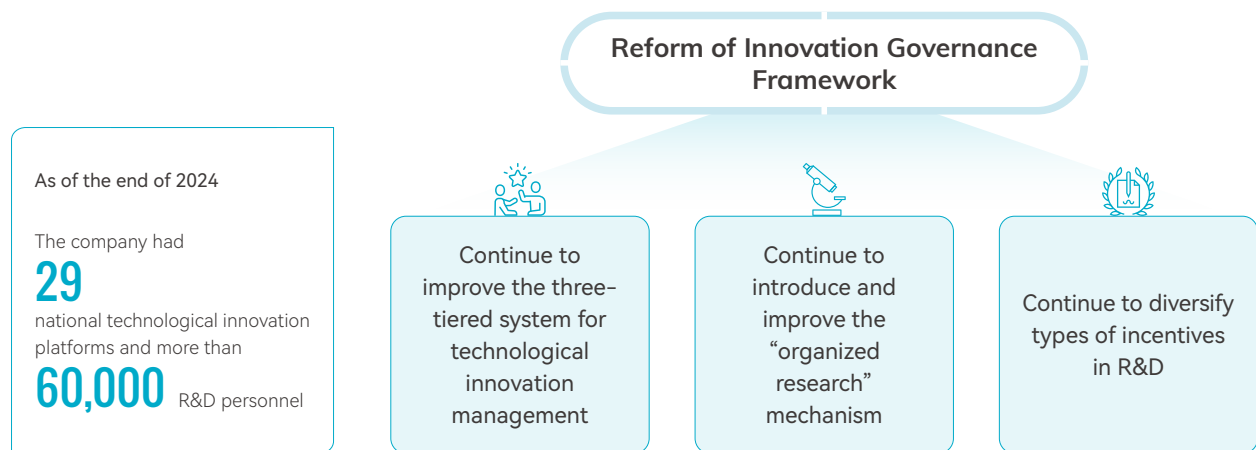 Reform of Innovation Governance
Framework
As of the end of 2024
The company had
29
national technological innovation
platforms and more than
60,000 R&D personnel
Continue to
improve the three-
tiered system for
technological
innovation
management
Continue to
introduce and
improve the
“organized
research”
mechanism
Continue to diversify
types of incentives
in R&D